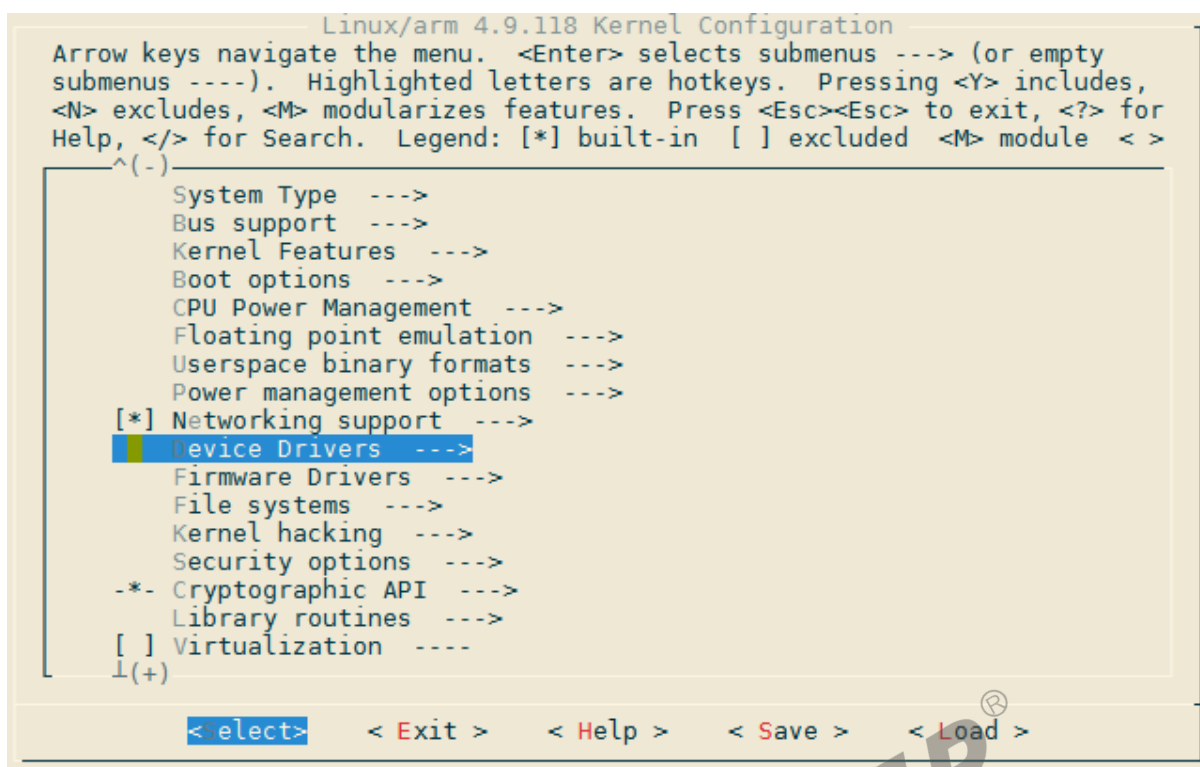 Linux/arm 4.9.118 Kernel Configuration
Arrow keys navigate the menu.  <Enter> selects submenus ---> (or empty
submenus ----).  Highlighted letters are hotkeys.  Pressing <Y> includes,
<N> excludes, <M> modularizes features.  Press <Esc><Esc> to exit, <?> for
Help, </> for Search.  Legend: [*] built-in  [ ] excluded  <M> module  < >
^(-)
System Type  --->
Bus support  --->
Kernel Features  --->
Boot options  --->
CPU Power Management  --->
Floating point emulation  --->
Userspace binary formats  --->
Power management options  --->
[*] Networking support  --->
Device Drivers  --->
Firmware Drivers  --->
File systems  --->
Kernel hacking  --->
Security options  --->
-*- Cryptographic API  --->
Library routines  --->
[ ] Virtualization  ----
┴(+)
<Select>    < Exit >    < Help >    < Save >    < Load >